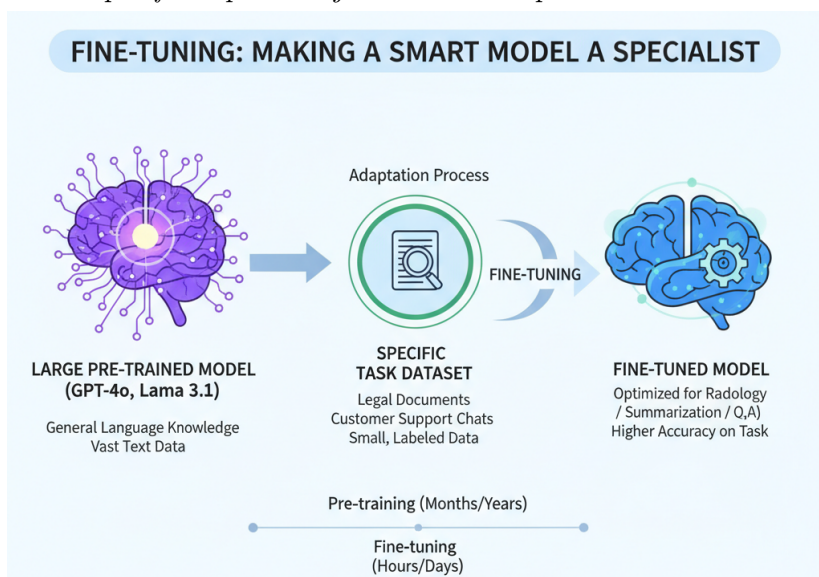 FINE-TUNING: MAKING A SMART MODEL A SPECIALIST
Adaptation Process
FINE-TUNING
LARGE PRE-TRAINED MODEL
(GPT-4o, Lama 3.1)
General Language Knowledge
Vast Text Data
SPECIFIC
TASK DATASET
Legal Documents
Customer Support Chats
Small, Labeled Data
FINE-TUNED MODEL
Optimized for Radology
/ Summarization / Q,A)
Higher Accuracy on Task
Pre-training (Months/Years)
Fine-tuning
(Hours/Days)